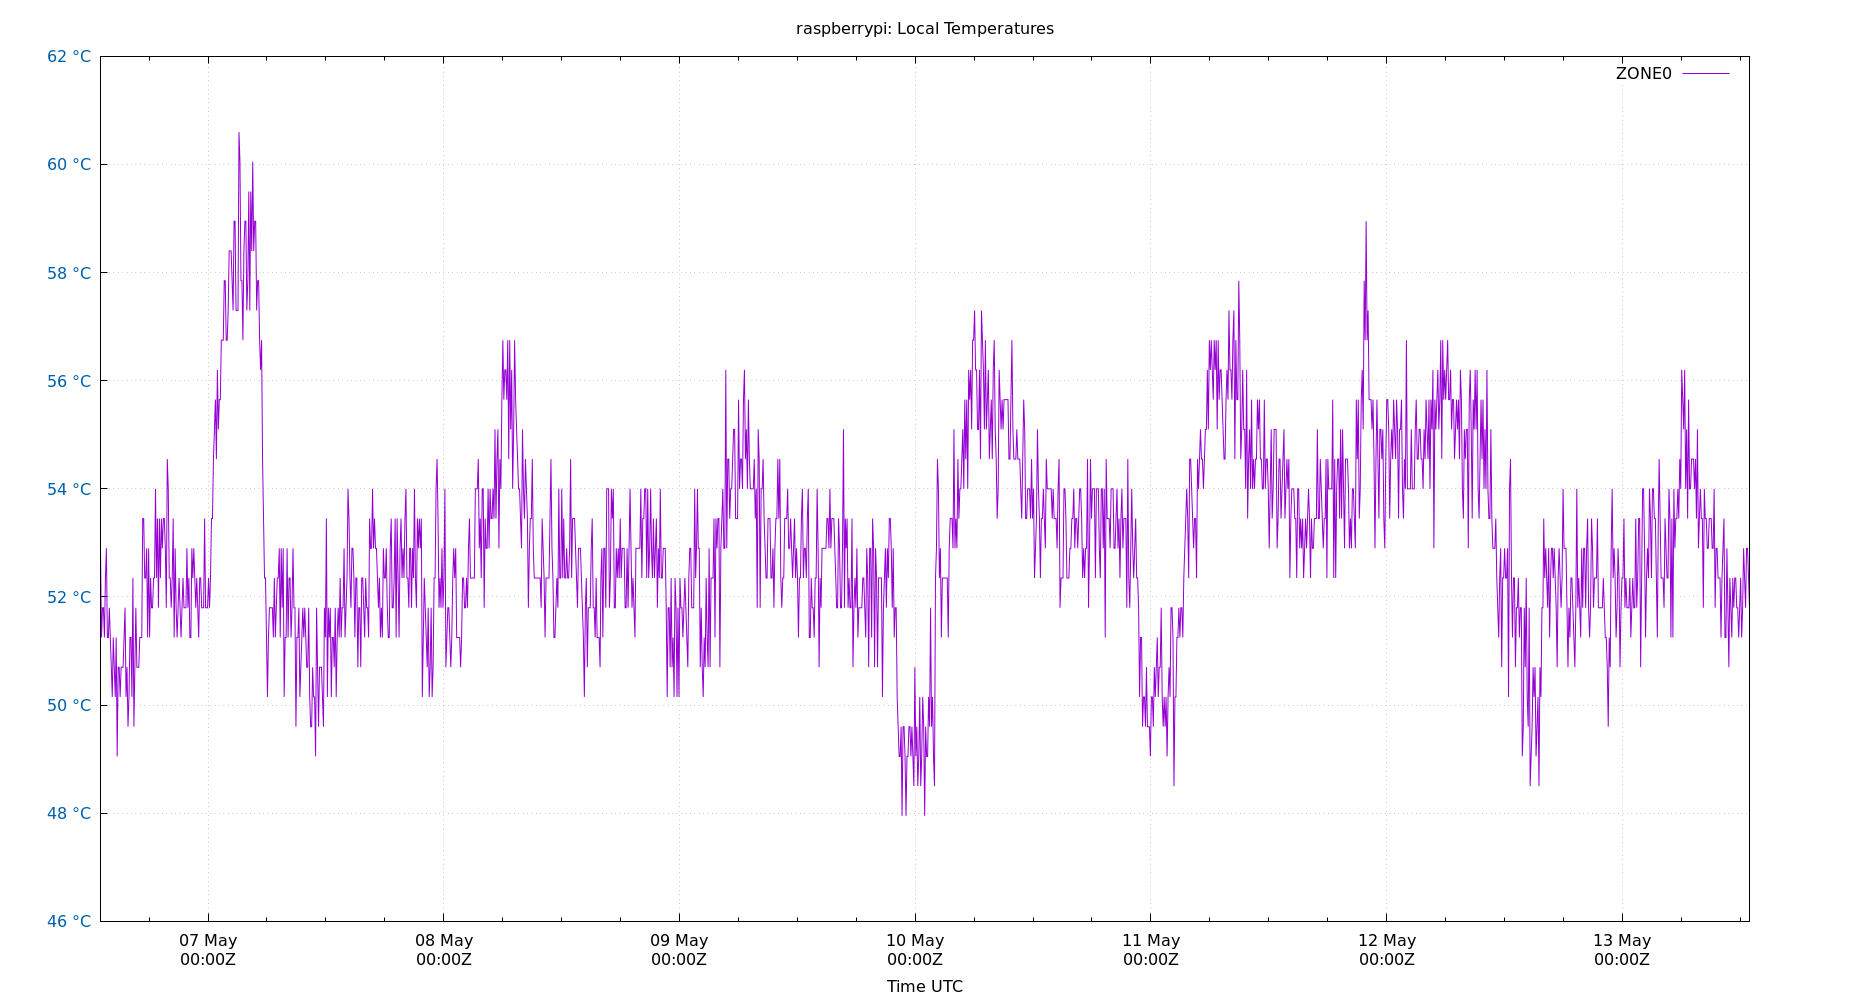 raspberrypi: Local Temperatures
62 °C
ZONE0
60 °C
58 °C
56 °C
54 °C
52 °C
50 °C
48 °C
46 °C
07 May 08 May 09 May 10 May 11 May 12 May 13 May
00:00Z 00:00Z 00:00Z 00:00Z 00:00Z 00:00Z 00:00Z
Time UTC